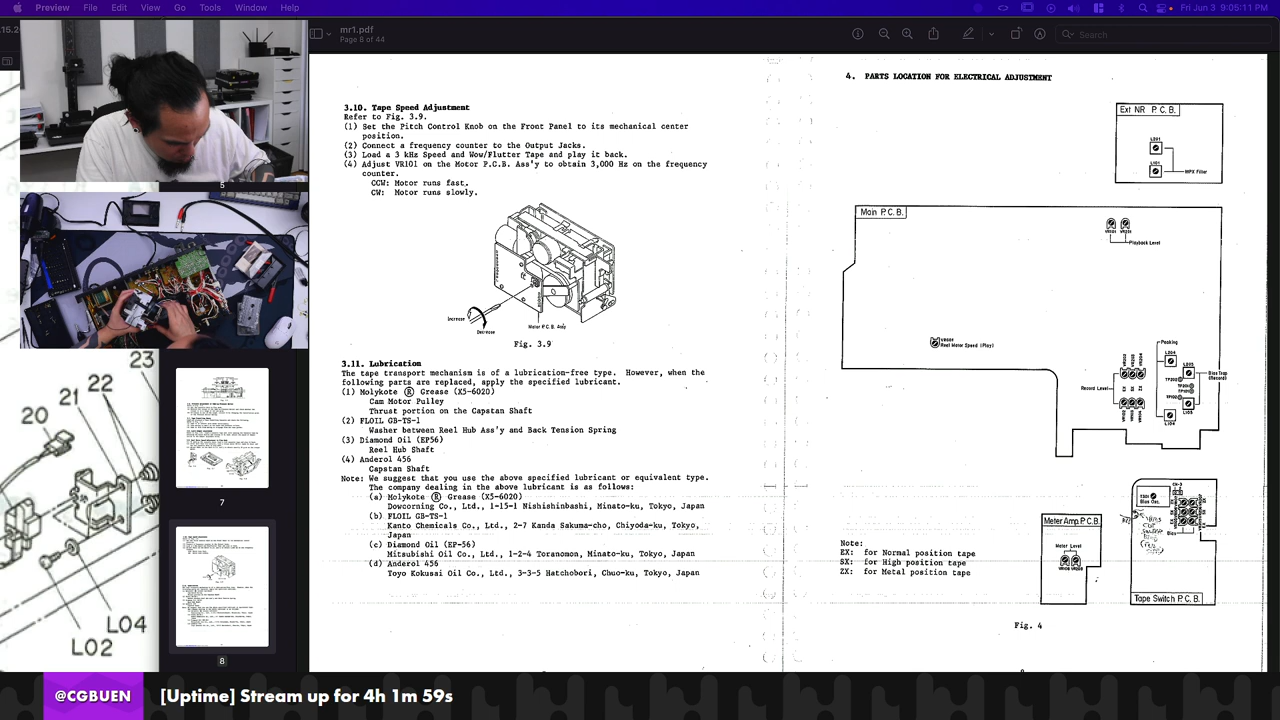 Preview File Edit View Go Tools Window Help
Fri Jun 3 9:05:11 PM
mr1.pdf
Page 8 of 44
Search
3.10. Tape Speed Adjustment
Refer to Fig. 3.9.
(1) Set the Pitch Control Knob on the Front Panel to its mechanical center
position.
(2) Connect a frequency counter to the Output Jacks.
(3) Load a 3 kHz Speed and Wow/Flutter Tape and play it back.
(4) Adjust VR101 on the Motor P.C.B. Ass'y to obtain 3,000 Hz on the frequency
counter.
CCW: Motor runs fast.
CW: Motor runs slowly.
Increase
Decrease
Motor P.C.B. Ass'y
Fig. 3.9
3.11. Lubrication
The tape transport mechanism is of a lubrication-free type. However, when the
following parts are replaced, apply the specified lubricant.
(1) Molykote ® Grease (X5-6020)
Cam Motor Pulley
Thrust portion on the Capstan Shaft
(2) FLOIL GB-TS-1
Washer between Reel Hub Ass'y and Back Tension Spring
(3) Diamond Oil (EP56)
Reel Hub Shaft
(4) Anderol 456
Capstan Shaft
Note: We suggest that you use the above specified lubricant or equivalent type.
The company dealing in the above lubricant is as follows:
(a) Molykote ® Grease (X5-6020)
Dowcorning Co., Ltd., 1-15-1 Nishishinbashi, Minato-ku, Tokyo, Japan
(b) FLOIL GB-TS-1
Kanto Chemicals Co., Ltd., 2-7 Kanda Sakuma-cho, Chiyoda-ku, Tokyo,
Japan
(c) Diamond Oil (EP-56)
Mitsubishi Oil Co., Ltd., 1-2-4 Toranomon, Minato-ku, Tokyo, Japan
(d) Anderol 456
Toyo Kokusai Oil Co., Ltd., 3-3-5 Hatchobori, Chuo-ku, Tokyo, Japan
4. PARTS LOCATION FOR ELECTRICAL ADJUSTMENT
Ext NR P.C.B.
L201
L101
MPX Filter
Main P.C.B.
Playback Level
Reel Motor Speed (Play)
Peaking
Record Level
Bias Trap
(Record)
Meter Amp. P.C.B.
Meter Level
Bias Osc.
Bias
Tape Switch P.C.B.
Note:
EX: for Normal position tape
SX: for High position tape
ZX: for Metal position tape
Fig. 4
5
7
8
23
22
21
20
L04
L02
@CGBUEN
[Uptime] Stream up for 4h 1m 59s